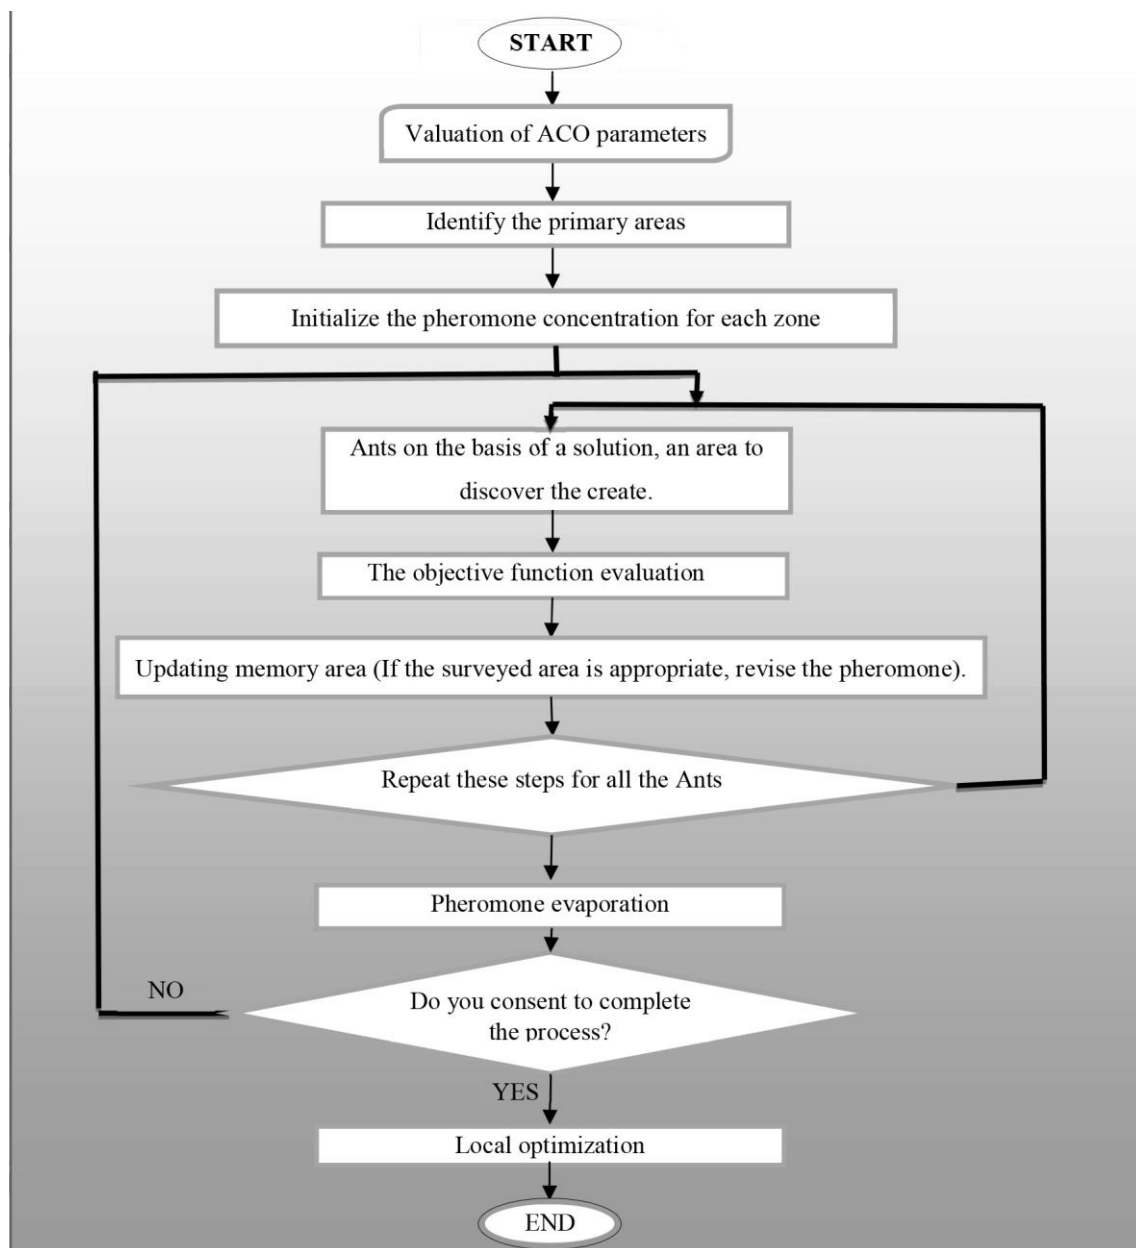 START
Valuation of ACO parameters
Identify the primary areas
Initialize the pheromone concentration for each zone
Ants on the basis of a solution, an area to
discover the create.
The objective function evaluation
Updating memory area (If the surveyed area is appropriate, revise the pheromone).
Repeat these steps for all the Ants
Pheromone evaporation
NO
Do you consent to complete
the process?
YES
Local optimization
END